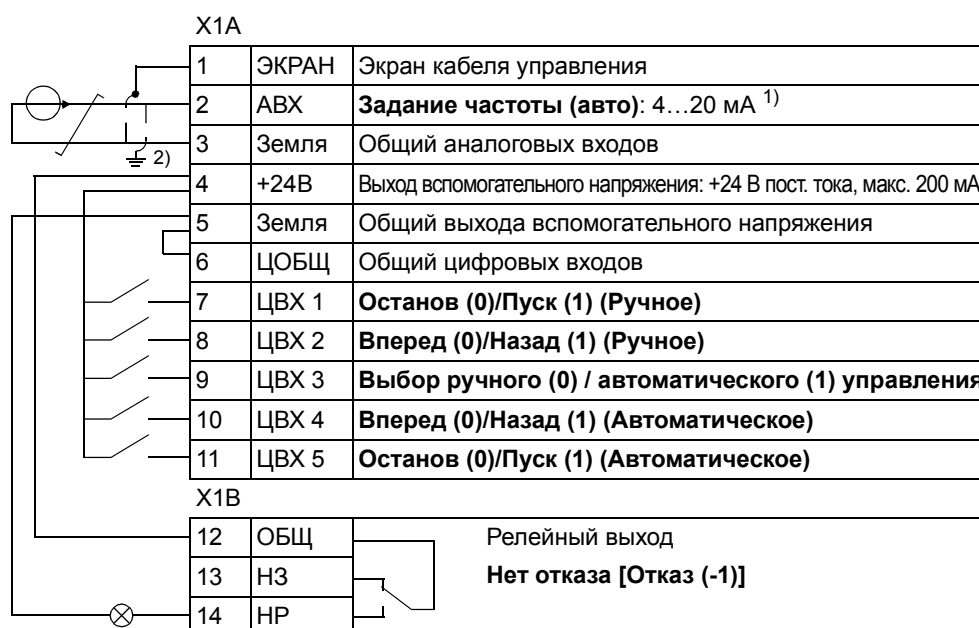 X1A
1 ЭКРАН Экран кабеля управления
2 АВХ Задание частоты (авто): 4…20 мА 1)
3 Земля Общий аналоговых входов
2)
4 +24В Выход вспомогательного напряжения: +24 В пост. тока, макс. 200 мА
5 Земля Общий выхода вспомогательного напряжения
6 ЦОБЩ Общий цифровых входов
7 ЦВХ 1 Останов (0)/Пуск (1) (Ручное)
8 ЦВХ 2 Вперед (0)/Назад (1) (Ручное)
9 ЦВХ 3 Выбор ручного (0) / автоматического (1) управления
10 ЦВХ 4 Вперед (0)/Назад (1) (Автоматическое)
11 ЦВХ 5 Останов (0)/Пуск (1) (Автоматическое)
X1B
12 ОБЩ Релейный выход
13 НЗ Нет отказа [Отказ (-1)]
14 НР